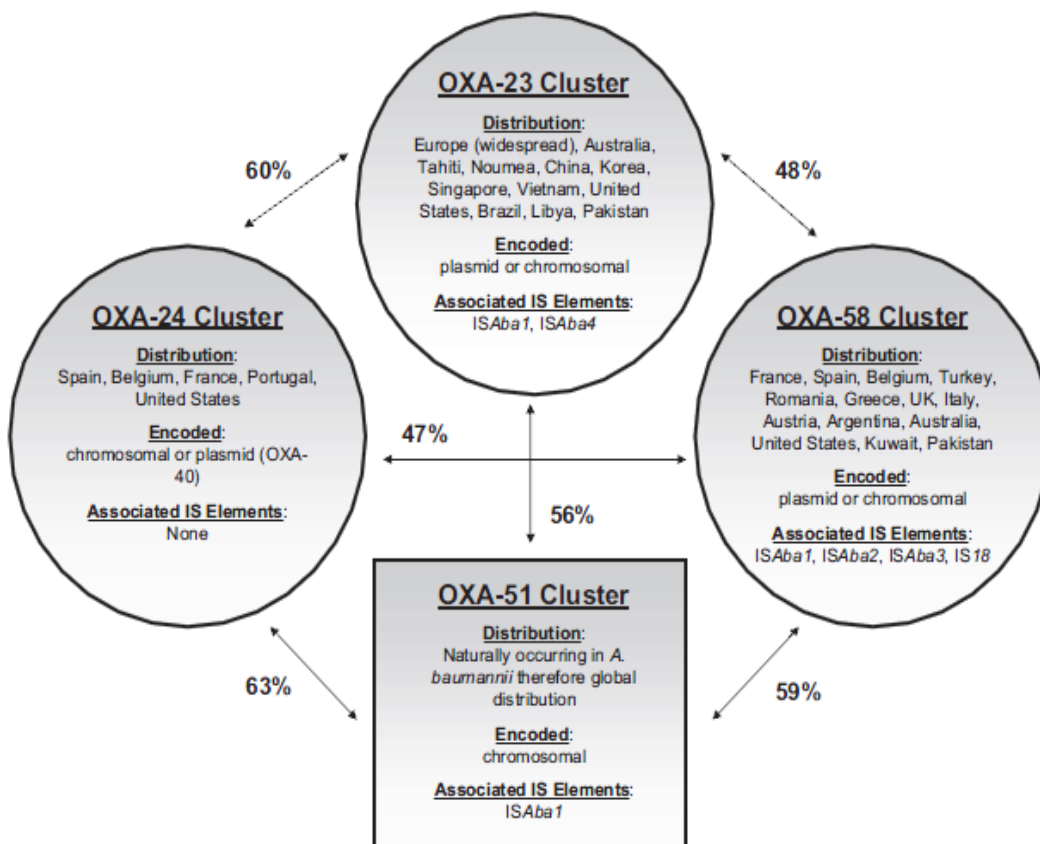 OXA-23 Cluster
Distribution:
Europe (widespread), Australia,
Tahiti, Noumea, China, Korea,
Singapore, Vietnam, United
States, Brazil, Libya, Pakistan
Encoded:
plasmid or chromosomal
Associated IS Elements:
ISAba1, ISAba4
60%
48%
OXA-24 Cluster
Distribution:
Spain, Belgium, France, Portugal,
United States
Encoded:
chromosomal or plasmid (OXA-
40)
Associated IS Elements:
None
OXA-58 Cluster
Distribution:
France, Spain, Belgium, Turkey,
Romania, Greece, UK, Italy,
Austria, Argentina, Australia,
United States, Kuwait, Pakistan
Encoded:
plasmid or chromosomal
Associated IS Elements:
ISAba1, ISAba2, ISAba3, IS18
47%
56%
OXA-51 Cluster
Distribution:
Naturally occurring in A.
baumannii therefore global
distribution
Encoded:
chromosomal
Associated IS Elements:
ISAba1
63%
59%